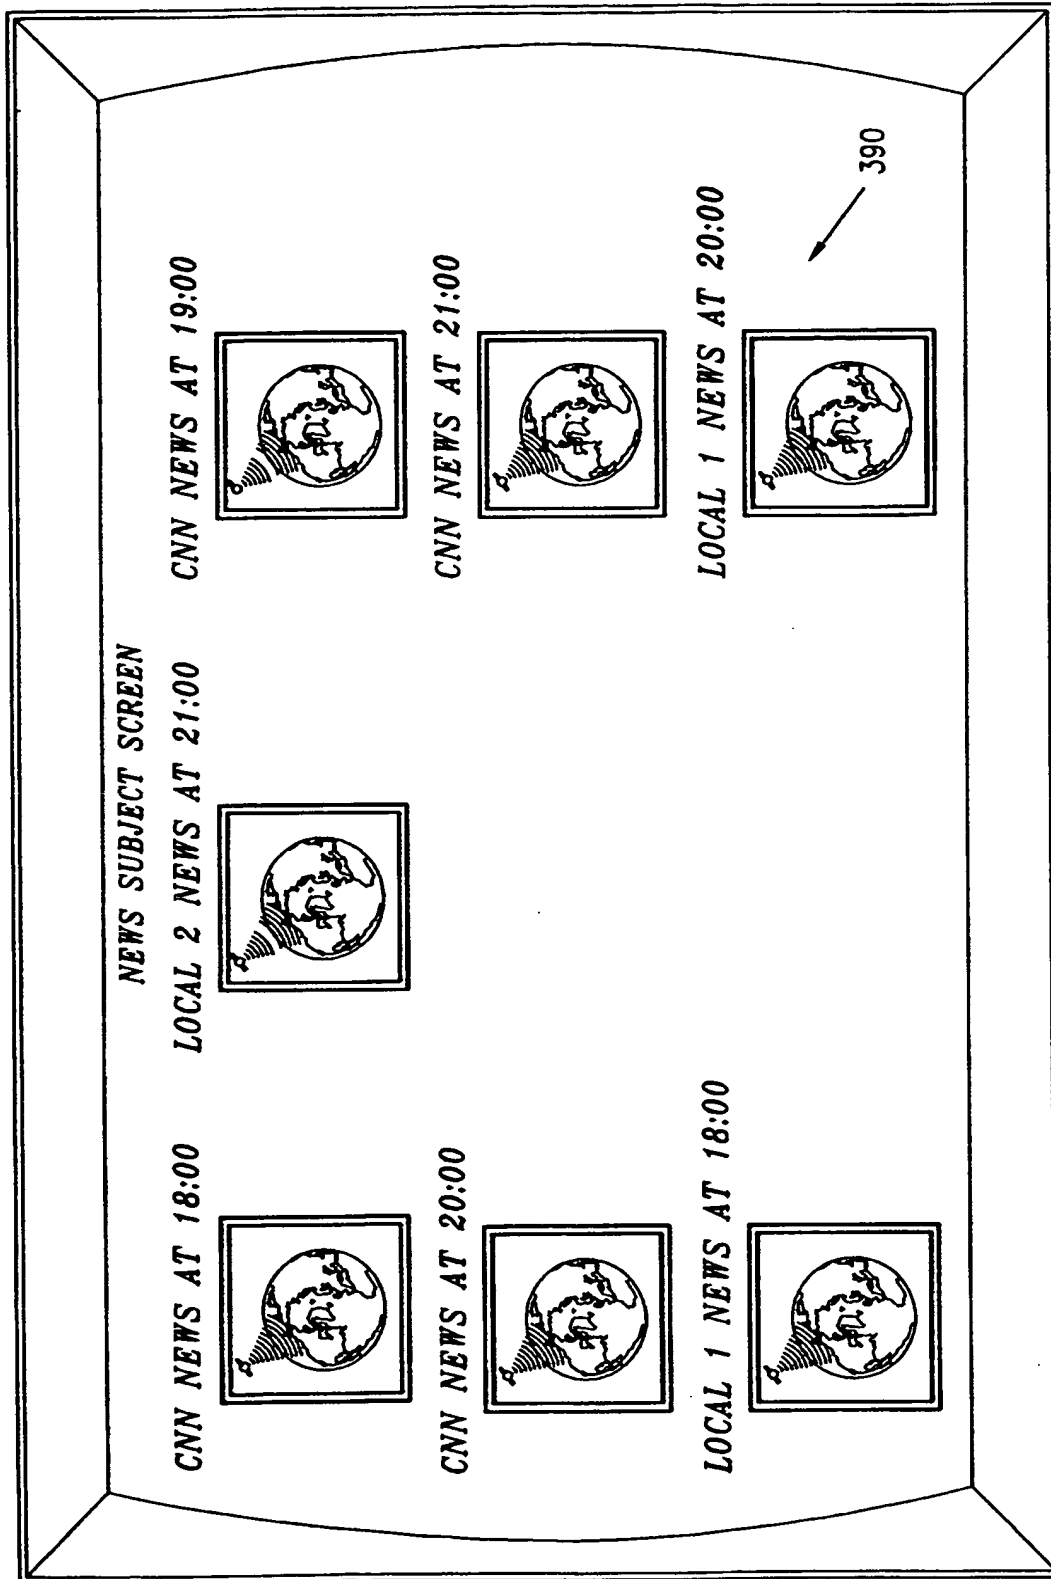 NEWS SUBJECT SCREEN
CNN NEWS AT 18:00
LOCAL 2 NEWS AT 21:00
CNN NEWS AT 19:00
CNN NEWS AT 20:00
CNN NEWS AT 21:00
LOCAL 1 NEWS AT 18:00
LOCAL 1 NEWS AT 20:00
390